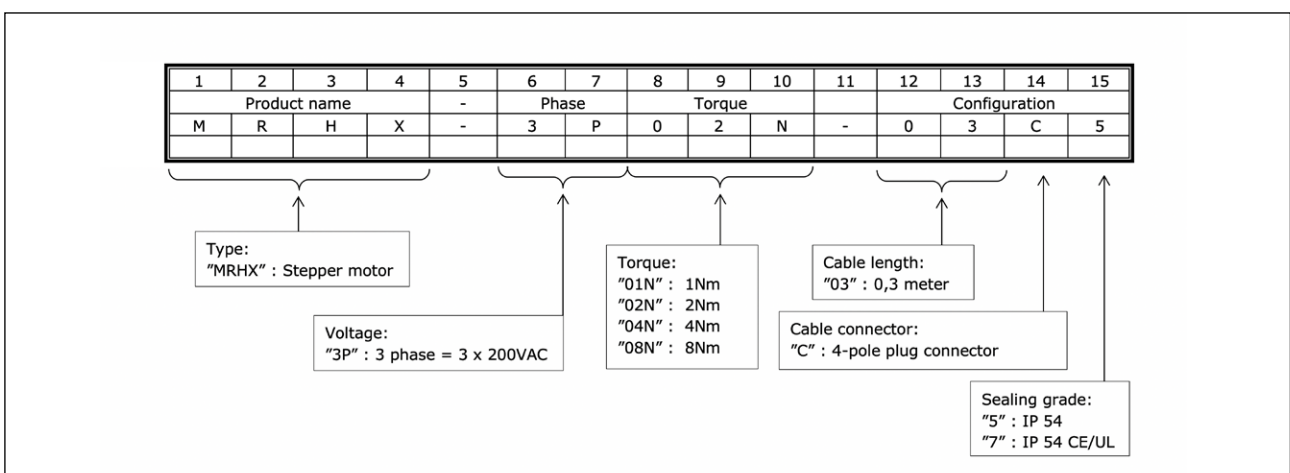 1 2 3 4 5 6 7 8 9 10 11 12 13 14 15
Product name - Phase Torque Configuration
M R H X - 3 P 0 2 N - 0 3 C 5
Type:
"MRHX" : Stepper motor
Voltage:
"3P" : 3 phase = 3 x 200VAC
Torque:
"01N" : 1Nm
"02N" : 2Nm
"04N" : 4Nm
"08N" : 8Nm
Cable length:
"03" : 0,3 meter
Cable connector:
"C" : 4-pole plug connector
Sealing grade:
"5" : IP 54
"7" : IP 54 CE/UL